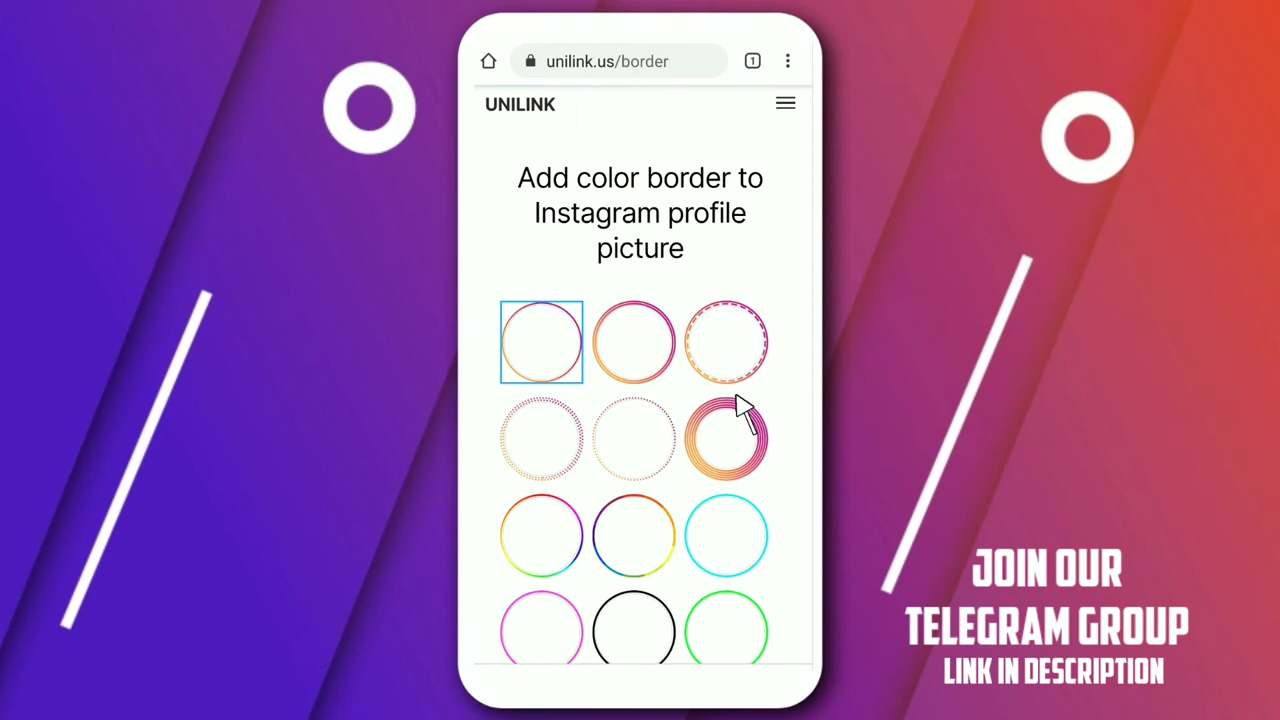 unilink.us/border
1
UNILINK
Add color border to
Instagram profile
picture
JOIN OUR
TELEGRAM GROUP
LINK IN DESCRIPTION